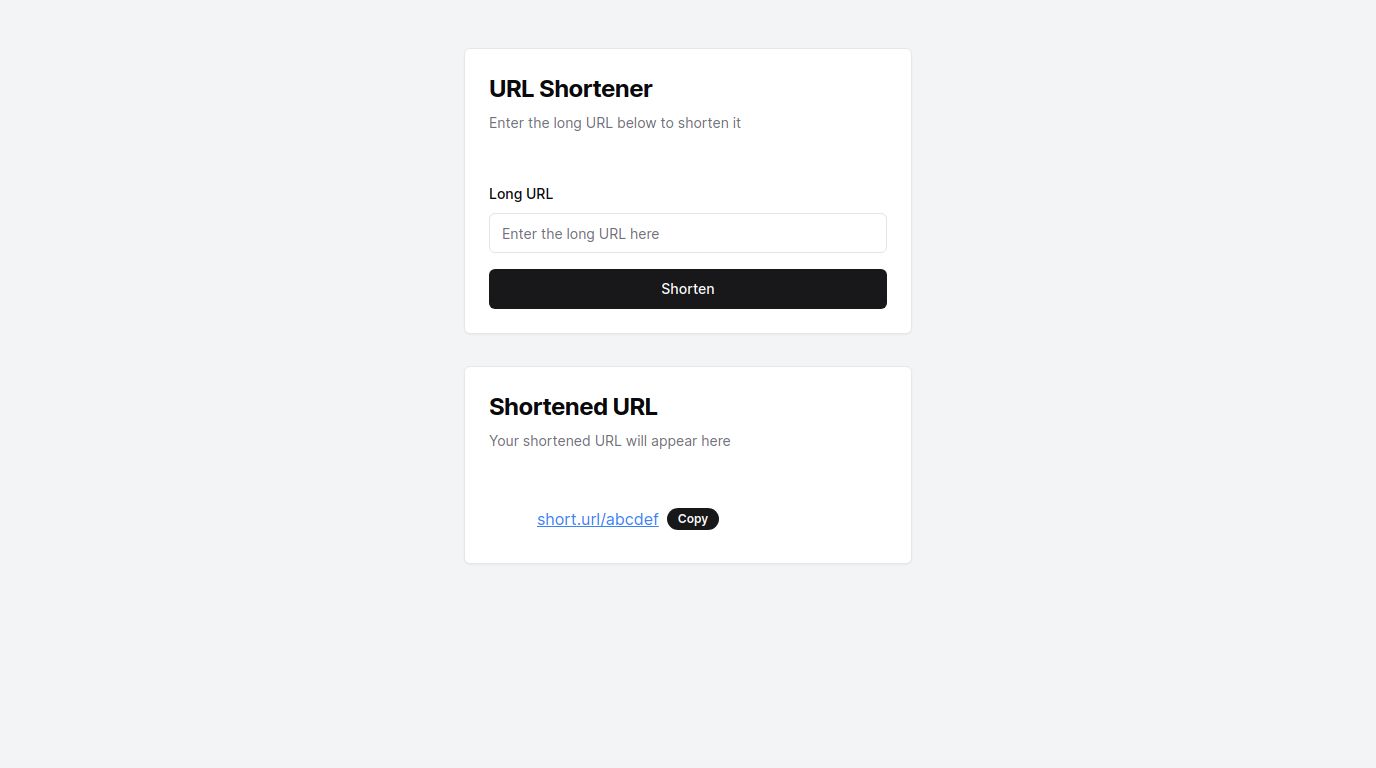 URL Shortener
Enter the long URL below to shorten it
Long URL
Enter the long URL here
Shorten
Shortened URL
Your shortened URL will appear here
short.url/abcdef Copy